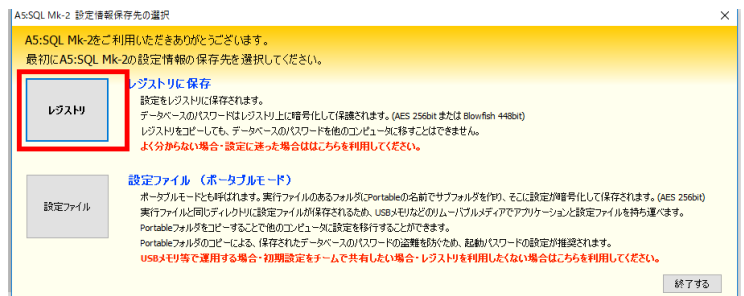 A5:SQL Mk-2 設定情報保存先の選択
A5:SQL Mk-2をご利用いただきありがとうございます。
最初にA5:SQL Mk-2の設定情報の保存先を選択してください。
レジストリ
レジストリに保存
設定をレジストリに保存されます。
データベースのパスワードはレジストリ上に暗号化して保護されます。(AES 256bit または Blowfish 448bit)
レジストリをコピーしても、データベースのパスワードを他のコンピュータに移すことはできません。
よく分からない場合・設定に迷った場合ははこちらを利用してください。
設定ファイル
設定ファイル （ポータブルモード）
ポータブルモードとも呼ばれます。実行ファイルのあるフォルダにPortableの名前でサブフォルダを作り、そこに設定が暗号化して保存されます。(AES 256bit)
実行ファイルと同じディレクトリに設定ファイルが保存されるため、USBメモリなどのリムーバブルメディアでアプリケーションと設定ファイルを持ち運べます。
Portableフォルダをコピーすることで他のコンピュータに設定を移行することができます。
Portableフォルダのコピーによる、保存されたデータベースのパスワードの盗難を防ぐため、起動パスワードの設定が推奨されます。
USBメモリ等で運用する場合・初期設定をチームで共有したい場合・レジストリを利用したくない場合はこちらを利用してください。
終了する